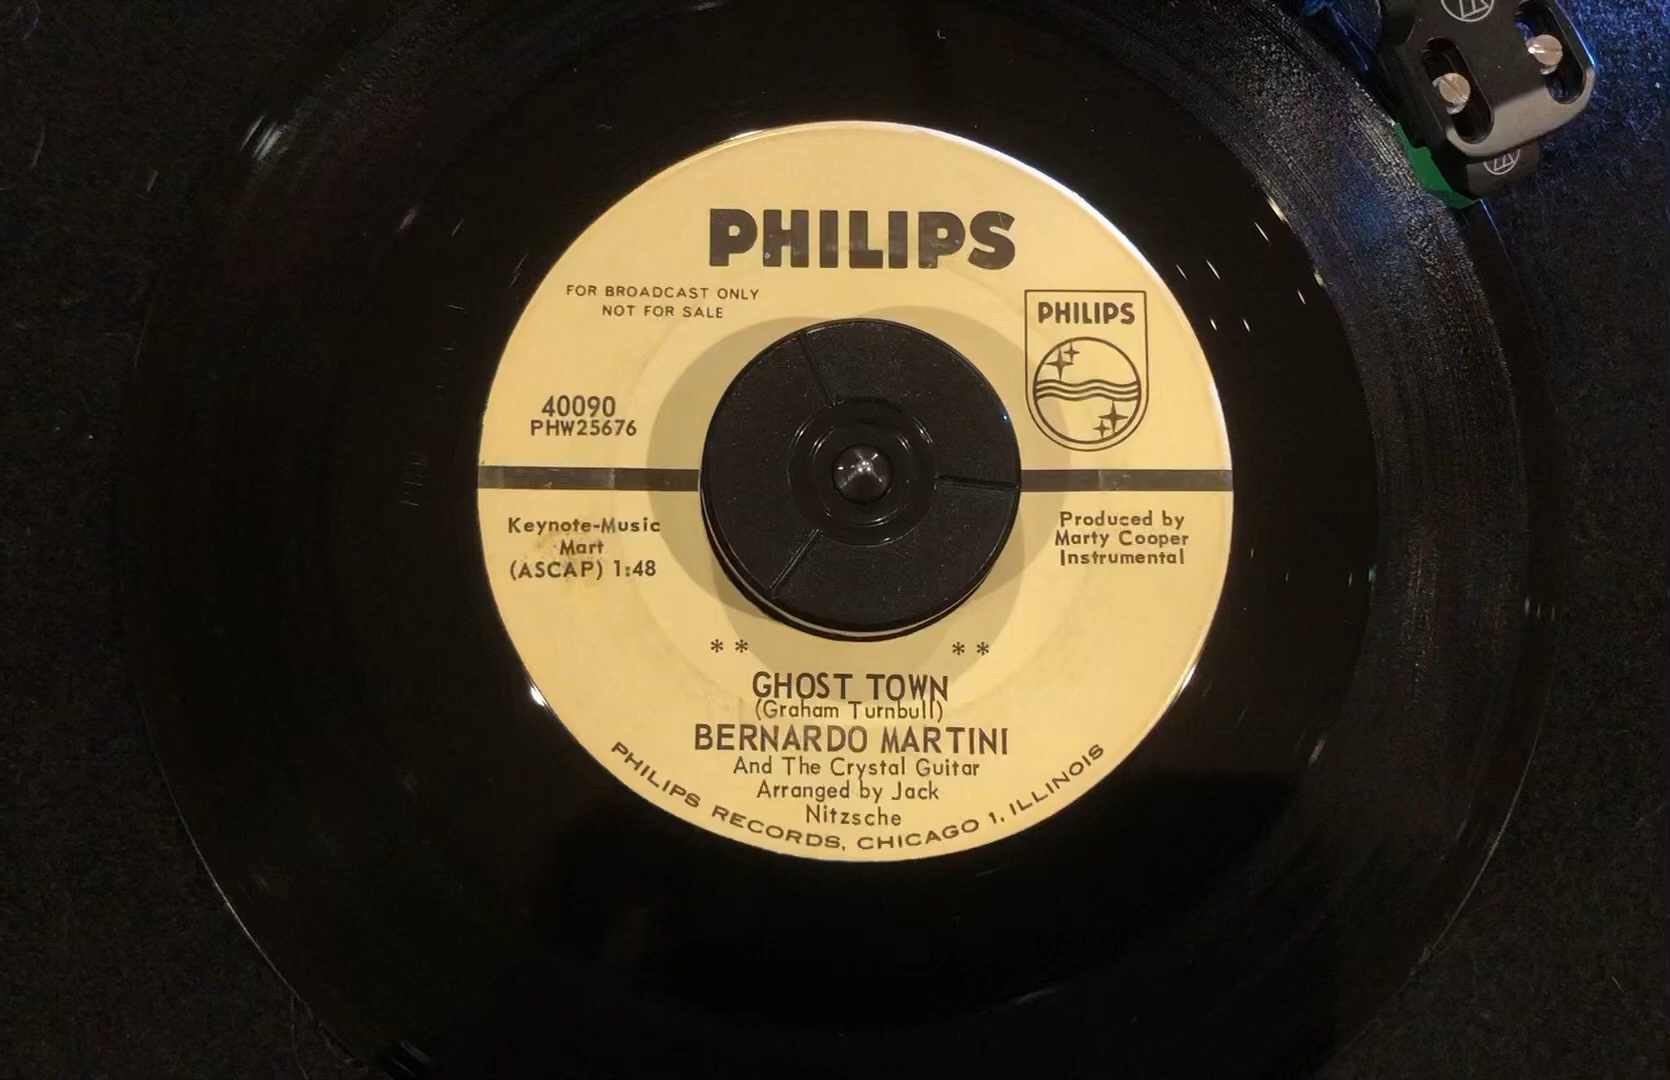 PHILIPS
FOR BROADCAST ONLY
NOT FOR SALE
PHILIPS
40090
PHW25676
Keynote-Music
Mart
(ASCAP) 1:48
Produced by
Marty Cooper
Instrumental
** **
GHOST TOWN
(Graham Turnbull)
BERNARDO MARTINI
And The Crystal Guitar
Arranged by Jack
Nitzsche
PHILIPS RECORDS, CHICAGO 1, ILLINOIS